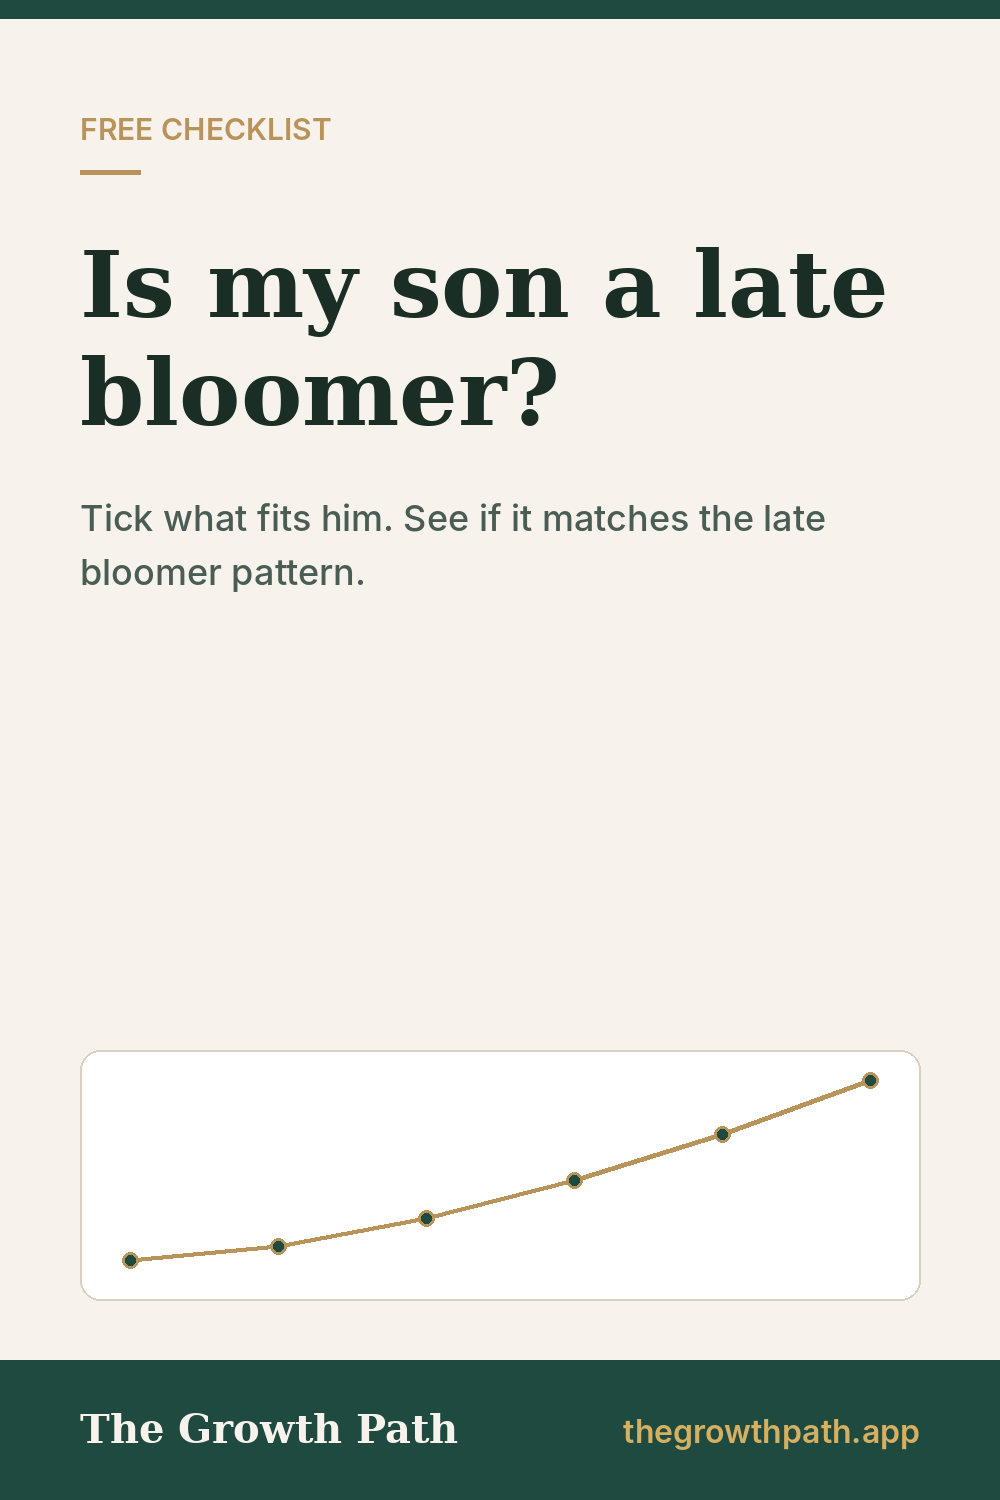 FREE CHECKLIST
Is my son a late
bloomer?
Tick what fits him. See if it matches the late
bloomer pattern.
The Growth Path
thegrowthpath.app